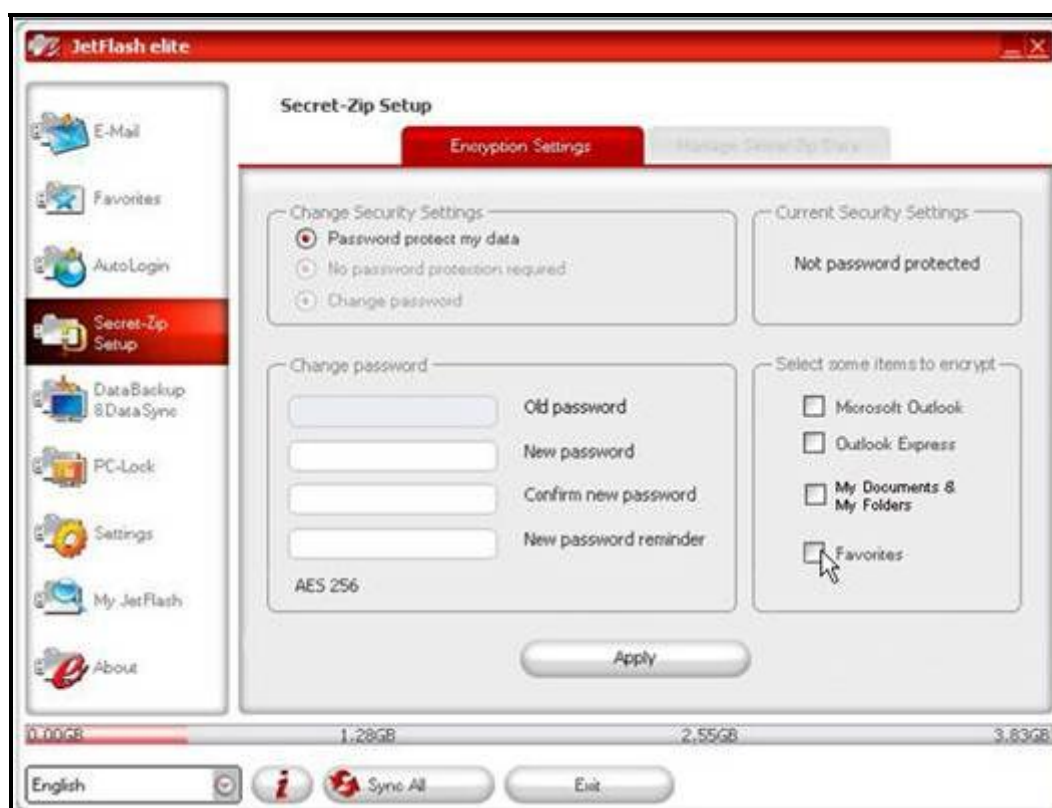 JetFlash elite
E-Mail
Favorites
AutoLogin
Secret-Zip
Setup
DataBackup
&DataSync
PC-Lock
Settings
My JetFlash
About
Secret-Zip Setup
Encryption Settings
Manage Secret-Zip Data
Change Security Settings
Password protect my data
No password protection required
Change password
Current Security Settings
Not password protected
Change password
Old password
New password
Confirm new password
New password reminder
AES 256
Select some items to encrypt
Microsoft Outlook
Outlook Express
My Documents &
My Folders
Favorites
Apply
0.00GB 1.28GB 2.55GB 3.83GB
English
i
Sync All
Exit